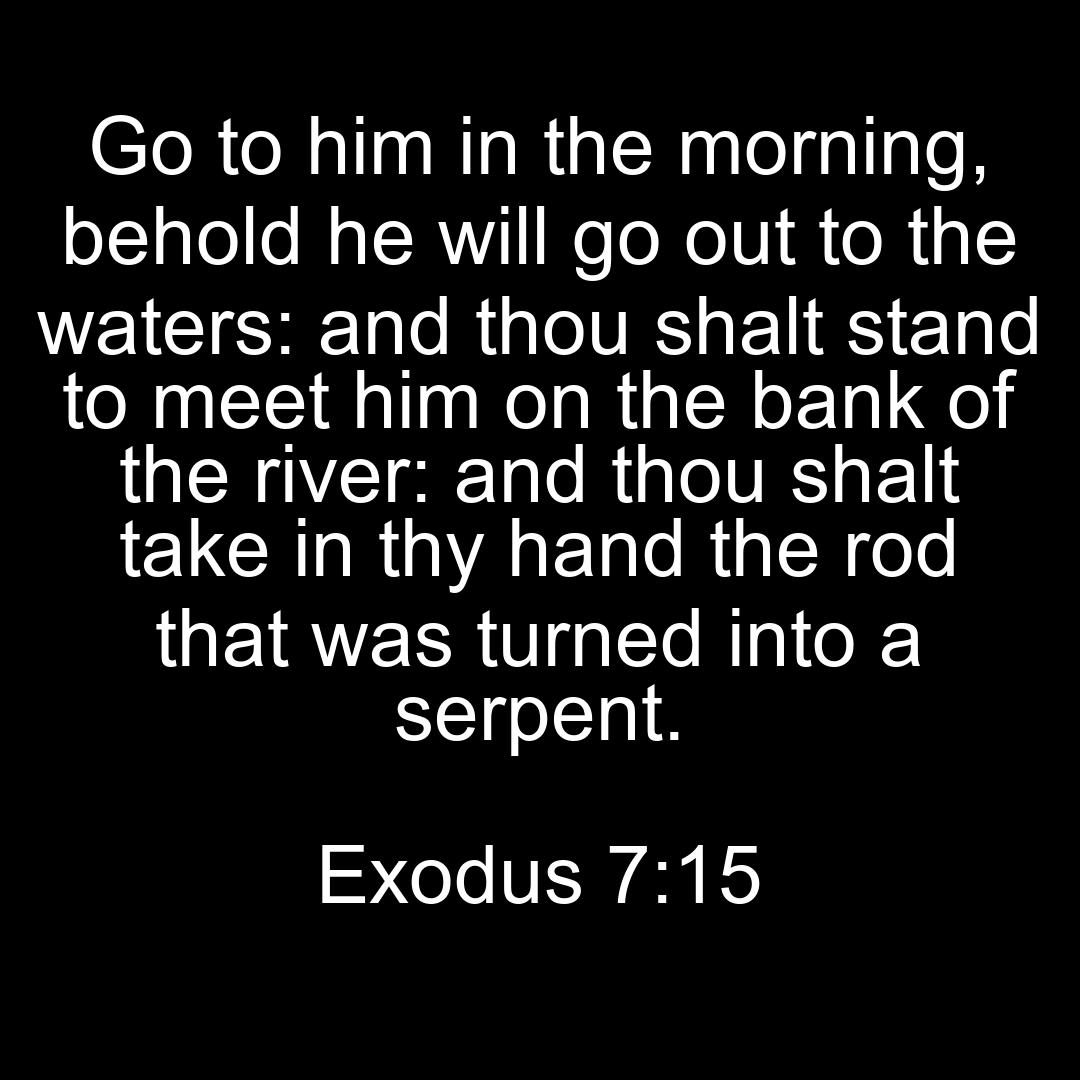 Go to him in the morning,
behold he will go out to the
waters: and thou shalt stand
to meet him on the bank of
the river: and thou shalt
take in thy hand the rod
that was turned into a
serpent.
Exodus 7:15